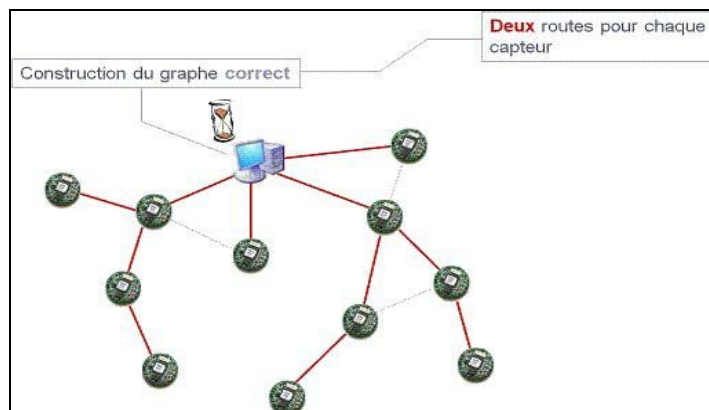 Deux routes pour chaque
capteur
Construction du graphe correct